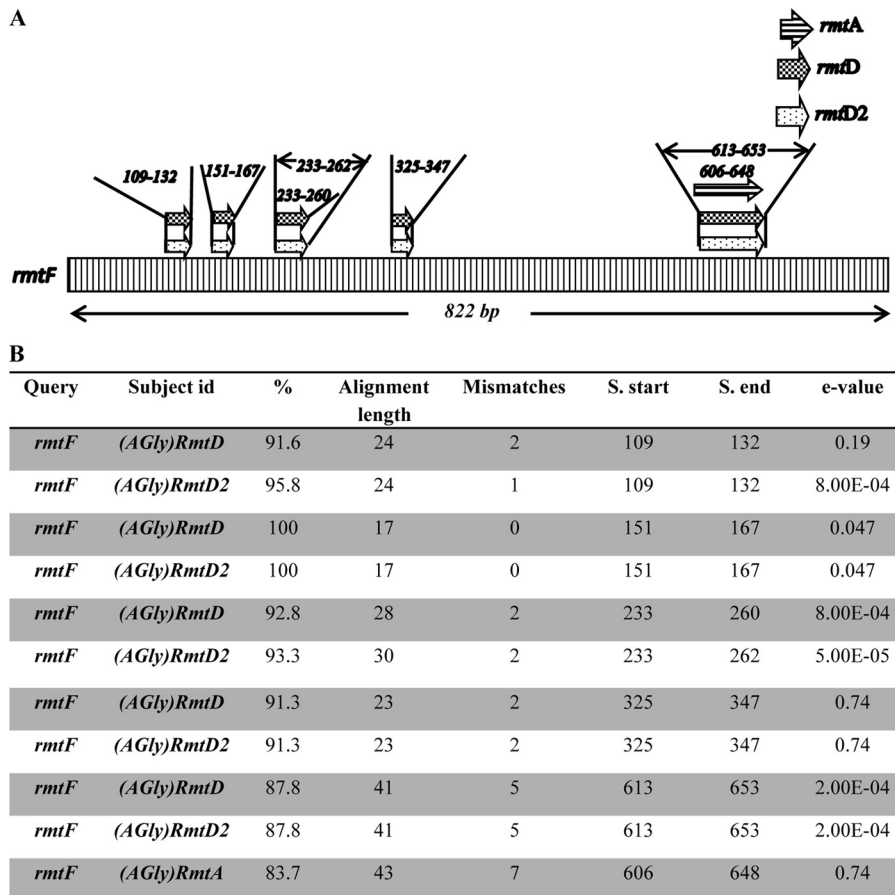 A
rmtA
rmtD
rmtD2
109-132 151-167 233-262 325-347 613-653
233-260 606-648
rmtF
822 bp
B
Query Subject id % Alignment length Mismatches S. start S. end e-value
rmtF (AGly)RmtD 91.6 24 2 109 132 0.19
rmtF (AGly)RmtD2 95.8 24 1 109 132 8.00E-04
rmtF (AGly)RmtD 100 17 0 151 167 0.047
rmtF (AGly)RmtD2 100 17 0 151 167 0.047
rmtF (AGly)RmtD 92.8 28 2 233 260 8.00E-04
rmtF (AGly)RmtD2 93.3 30 2 233 262 5.00E-05
rmtF (AGly)RmtD 91.3 23 2 325 347 0.74
rmtF (AGly)RmtD2 91.3 23 2 325 347 0.74
rmtF (AGly)RmtD 87.8 41 5 613 653 2.00E-04
rmtF (AGly)RmtD2 87.8 41 5 613 653 2.00E-04
rmtF (AGly)RmtA 83.7 43 7 606 648 0.74